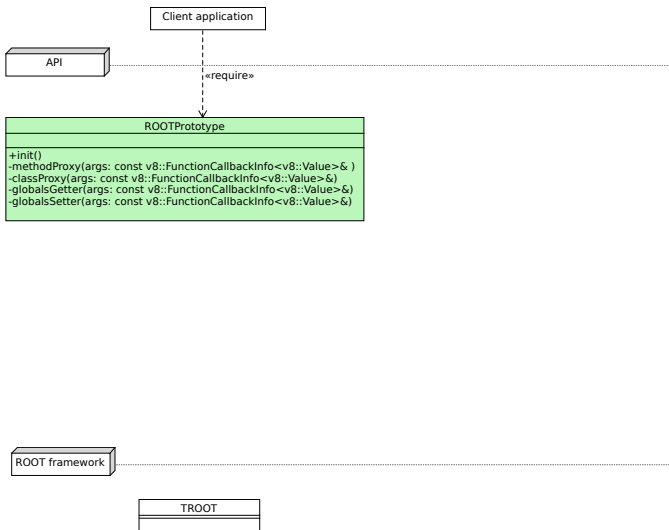 Client application
API
«require»
ROOTPrototype
+init()
-methodProxy(args: const v8::FunctionCallbackInfo<v8::Value>& )
-classProxy(args: const v8::FunctionCallbackInfo<v8::Value>&)
-globalsGetter(args: const v8::FunctionCallbackInfo<v8::Value>&)
-globalsSetter(args: const v8::FunctionCallbackInfo<v8::Value>&)
ROOT framework
TROOT